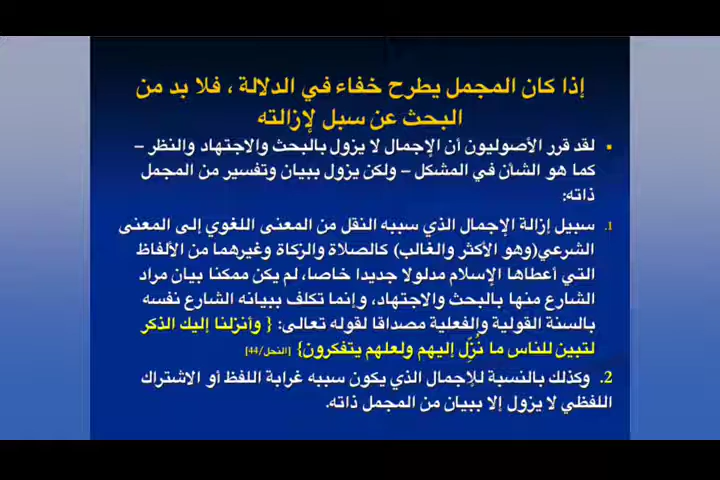 إذا كان المجمل يطرح خفاء في الدلالة ، فلا بد من
البحث عن سبل لإزالته
▪ لقد قرر الأصوليون أن الإجمال لا يزول بالبحث والاجتهاد والنظر –
كما هو الشأن في المشكل – ولكن يزول ببيان وتفسير من المجمل
ذاته:
1. سبيل إزالة الإجمال الذي سببه النقل من المعنى اللغوي إلى المعنى
الشرعي(وهو الأكثر والغالب) كالصلاة والزكاة وغيرهما من الألفاظ
التي أعطاها الإسلام مدلولا جديدا خاصا، لم يكن ممكنا بيان مراد
الشارع منها بالبحث والاجتهاد، وإنما تكلف ببيانه الشارع نفسه
بالسنة القولية والفعلية مصداقا لقوله تعالى: { وأنزلنا إليك الذكر
لتبين للناس ما نُزِّل إليهم ولعلهم يتفكرون} [النحل/44]
2. وكذلك بالنسبة للإجمال الذي يكون سببه غرابة اللفظ أو الاشتراك
اللفظي لا يزول إلا ببيان من المجمل ذاته.